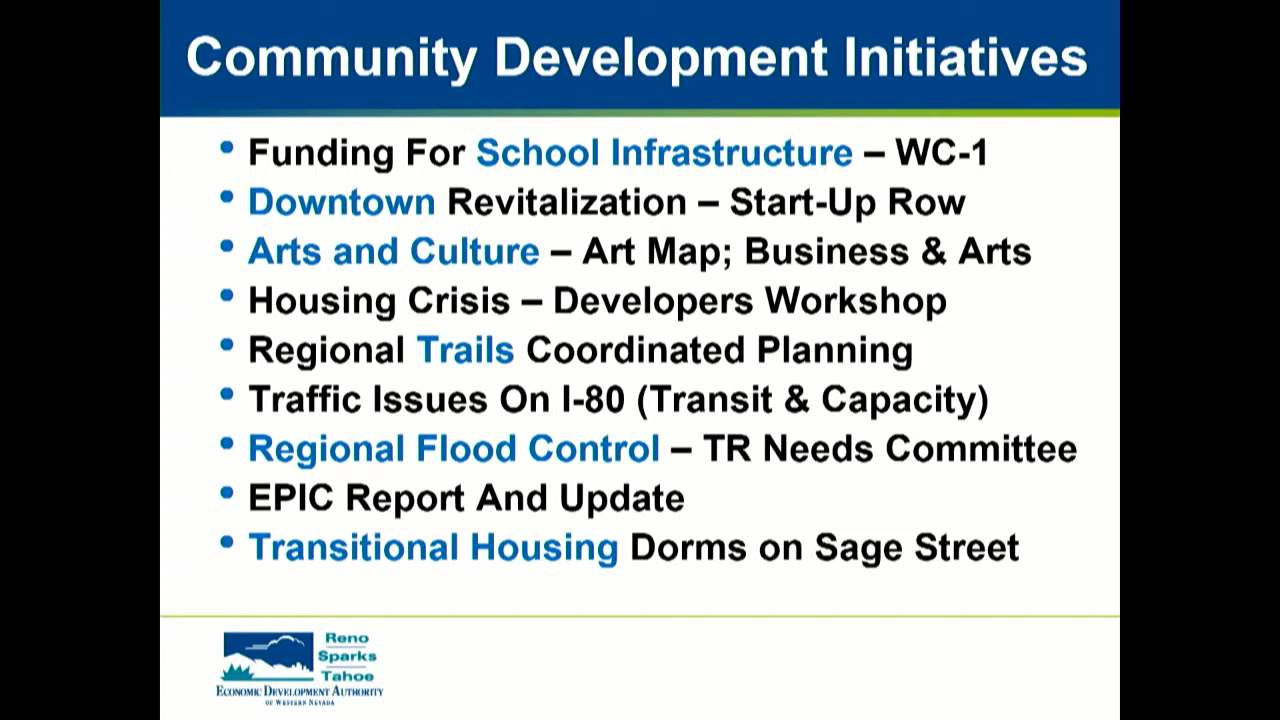 Community Development Initiatives
• Funding For School Infrastructure – WC-1
• Downtown Revitalization – Start-Up Row
• Arts and Culture – Art Map; Business & Arts
• Housing Crisis – Developers Workshop
• Regional Trails Coordinated Planning
• Traffic Issues On I-80 (Transit & Capacity)
• Regional Flood Control – TR Needs Committee
• EPIC Report And Update
• Transitional Housing Dorms on Sage Street
Reno
Sparks
Tahoe
ECONOMIC DEVELOPMENT AUTHORITY
OF WESTERN NEVADA